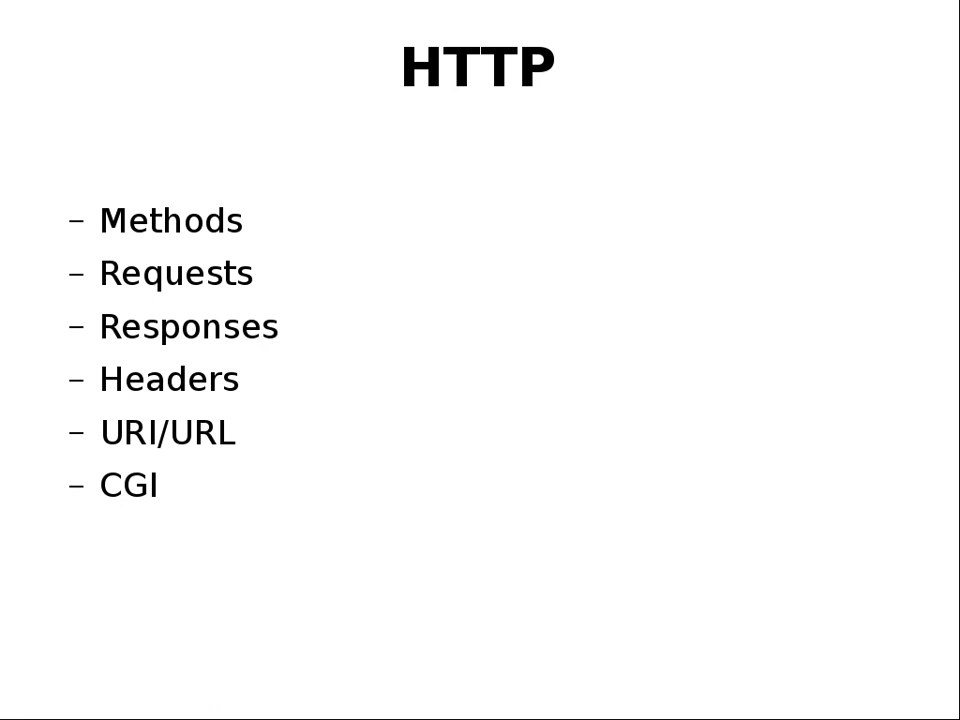 HTTP
– Methods
– Requests
– Responses
– Headers
– URI/URL
– CGI